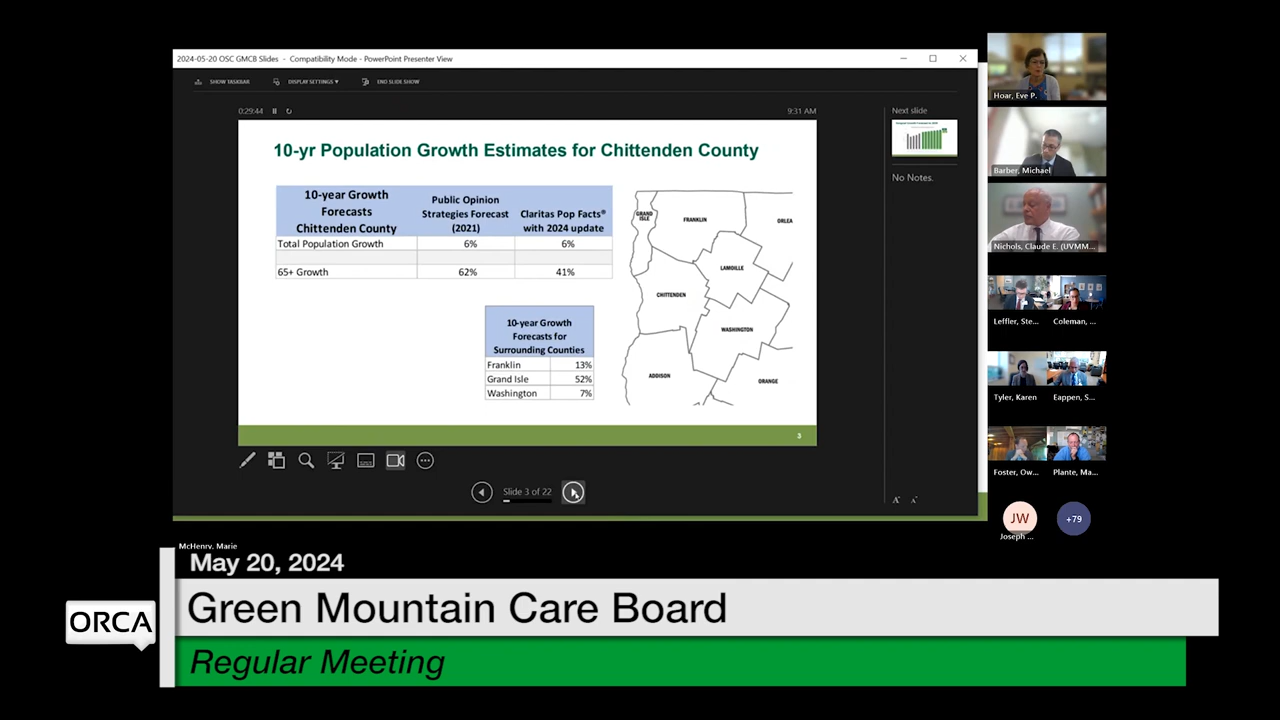 2024-05-20 OSC GMCB Slides - Compatibility Mode - PowerPoint Presenter View
SHOW TASKBAR
DISPLAY SETTINGS ▾
END SLIDE SHOW
0:29:44
9:31 AM
Next slide
No Notes.
10-yr Population Growth Estimates for Chittenden County
10-year Growth
Forecasts
Chittenden County
Public Opinion
Strategies Forecast
(2021)
Claritas Pop Facts®
with 2024 update
Total Population Growth 6% 6%
65+ Growth 62% 41%
10-year Growth
Forecasts for
Surrounding Counties
Franklin 13%
Grand Isle 52%
Washington 7%
GRAND
ISLE
FRANKLIN
ORLEA
LAMOILLE
CHITTENDEN
WASHINGTON
ADDISON
ORANGE
3
Slide 3 of 22
Hoar, Eve P.
Barber, Michael
Nichols, Claude E. (UVMM...
Leffler, Ste... Coleman, ...
Tyler, Karen Eappen, S...
Foster, Ow... Plante, Ma...
JW +79
Joseph ...
McHenry, Marie
May 20, 2024
ORCA
Green Mountain Care Board
Regular Meeting